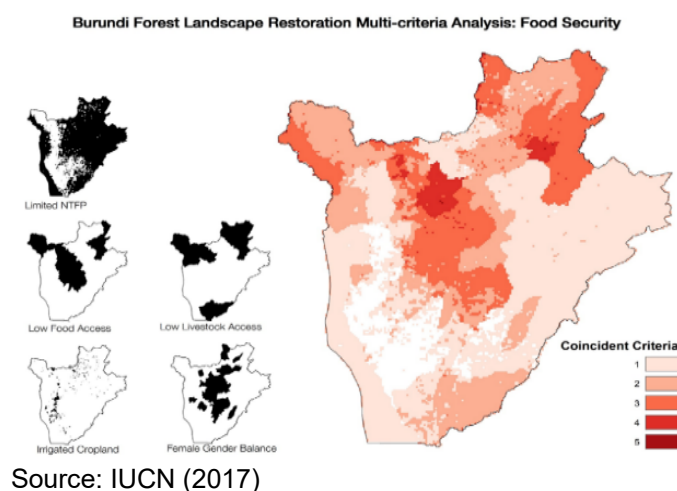 Burundi Forest Landscape Restoration Multi-criteria Analysis: Food Security
Limited NTFP
Low Food Access
Low Livestock Access
Irrigated Cropland
Female Gender Balance
Coincident Criteria
1
2
3
4
5
Source: IUCN (2017)